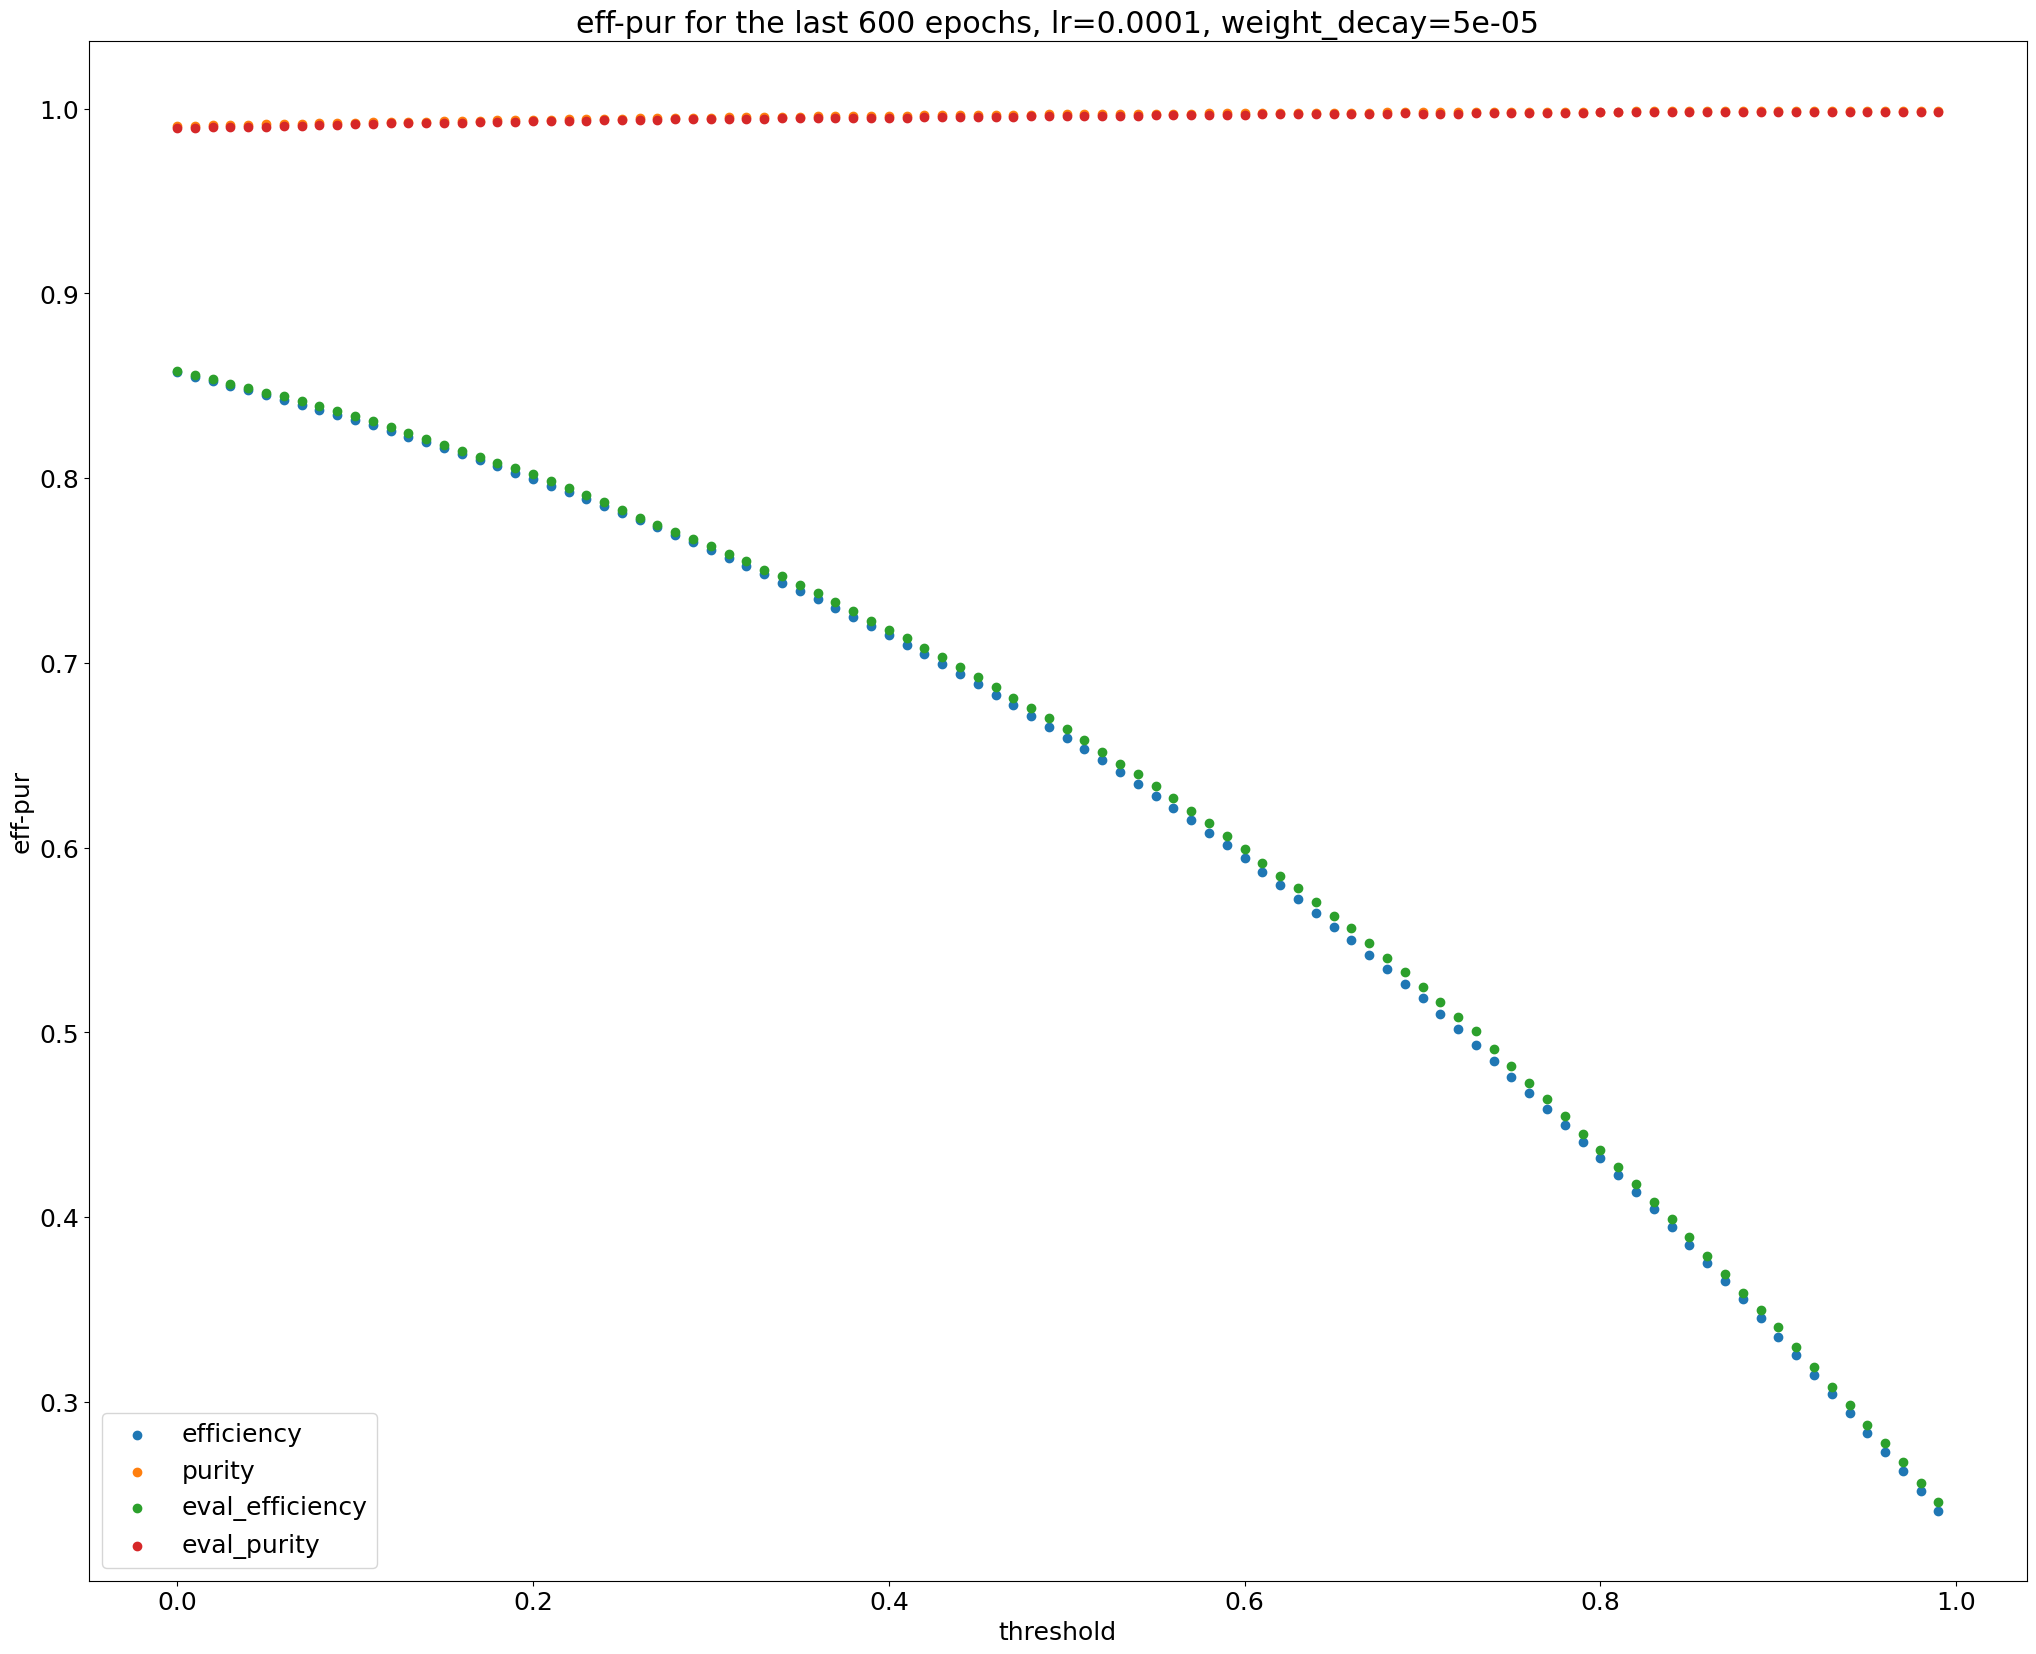 eff-pur for the last 600 epochs, lr=0.0001, weight_decay=5e-05
1.0
0.9
0.8
0.7
0.6
0.5
0.4
0.3
eff-pur
efficiency
purity
eval_efficiency
eval_purity
0.0 0.2 0.4 0.6 0.8 1.0
threshold